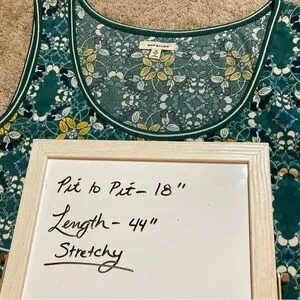 Pit to Pit - 18"
Length - 44"
Stretchy